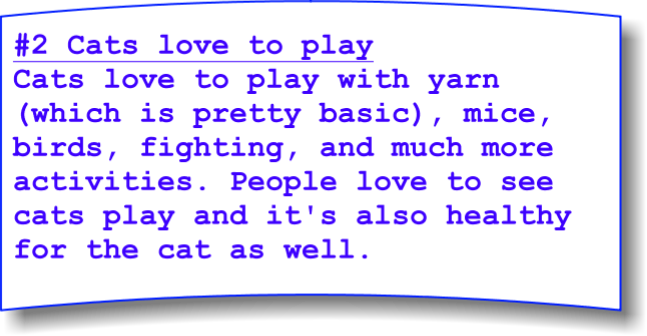 #2 Cats love to play
Cats love to play with yarn
(which is pretty basic), mice,
birds, fighting, and much more
activities. People love to see
cats play and it's also healthy
for the cat as well.